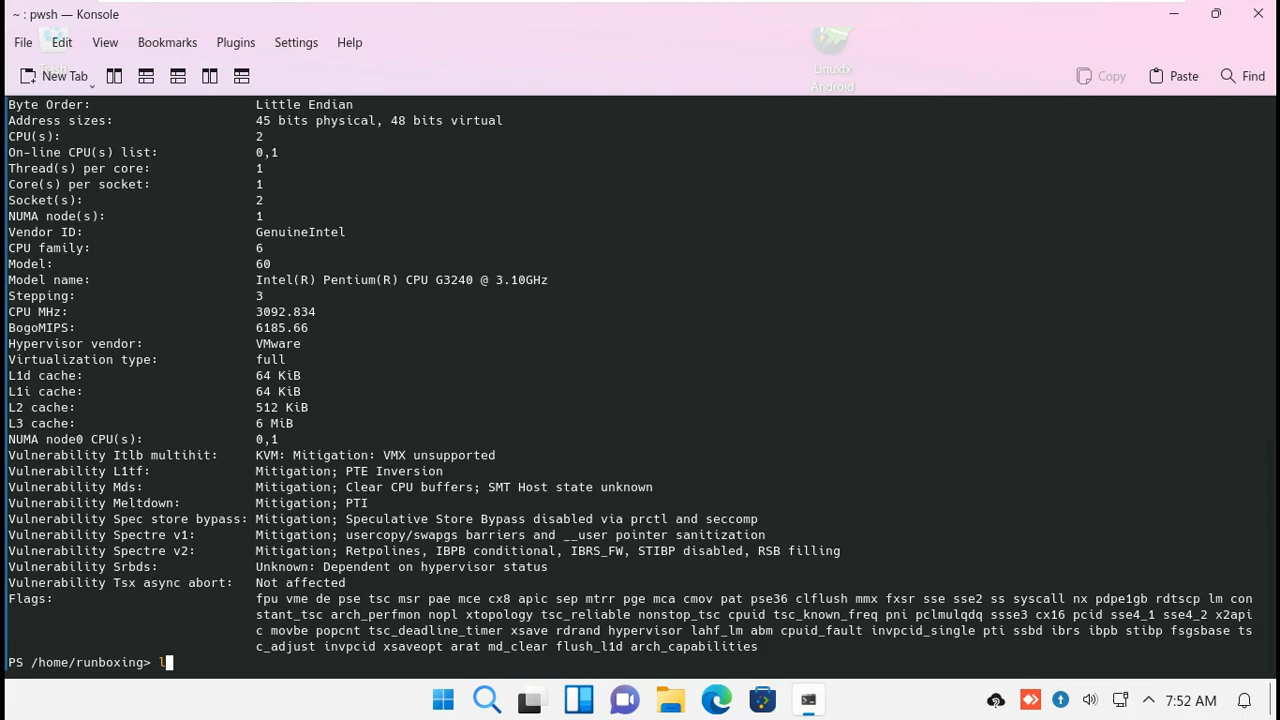 ~ : pwsh — Konsole
File Edit View Bookmarks Plugins Settings Help
New Tab Copy Paste Find
Linuxfx
Android
Byte Order: Little Endian
Address sizes: 45 bits physical, 48 bits virtual
CPU(s): 2
On-line CPU(s) list: 0,1
Thread(s) per core: 1
Core(s) per socket: 1
Socket(s): 2
NUMA node(s): 1
Vendor ID: GenuineIntel
CPU family: 6
Model: 60
Model name: Intel(R) Pentium(R) CPU G3240 @ 3.10GHz
Stepping: 3
CPU MHz: 3092.834
BogoMIPS: 6185.66
Hypervisor vendor: VMware
Virtualization type: full
L1d cache: 64 KiB
L1i cache: 64 KiB
L2 cache: 512 KiB
L3 cache: 6 MiB
NUMA node0 CPU(s): 0,1
Vulnerability Itlb multihit: KVM: Mitigation: VMX unsupported
Vulnerability L1tf: Mitigation; PTE Inversion
Vulnerability Mds: Mitigation; Clear CPU buffers; SMT Host state unknown
Vulnerability Meltdown: Mitigation; PTI
Vulnerability Spec store bypass: Mitigation; Speculative Store Bypass disabled via prctl and seccomp
Vulnerability Spectre v1: Mitigation; usercopy/swapgs barriers and __user pointer sanitization
Vulnerability Spectre v2: Mitigation; Retpolines, IBPB conditional, IBRS_FW, STIBP disabled, RSB filling
Vulnerability Srbds: Unknown: Dependent on hypervisor status
Vulnerability Tsx async abort: Not affected
Flags: fpu vme de pse tsc msr pae mce cx8 apic sep mtrr pge mca cmov pat pse36 clflush mmx fxsr sse sse2 ss syscall nx pdpe1gb rdtscp lm con
stant_tsc arch_perfmon nopl xtopology tsc_reliable nonstop_tsc cpuid tsc_known_freq pni pclmulqdq ssse3 cx16 pcid sse4_1 sse4_2 x2api
c movbe popcnt tsc_deadline_timer xsave rdrand hypervisor lahf_lm abm cpuid_fault invpcid_single pti ssbd ibrs ibpb stibp fsgsbase ts
c_adjust invpcid xsaveopt arat md_clear flush_l1d arch_capabilities
PS /home/runboxing> l
7:52 AM